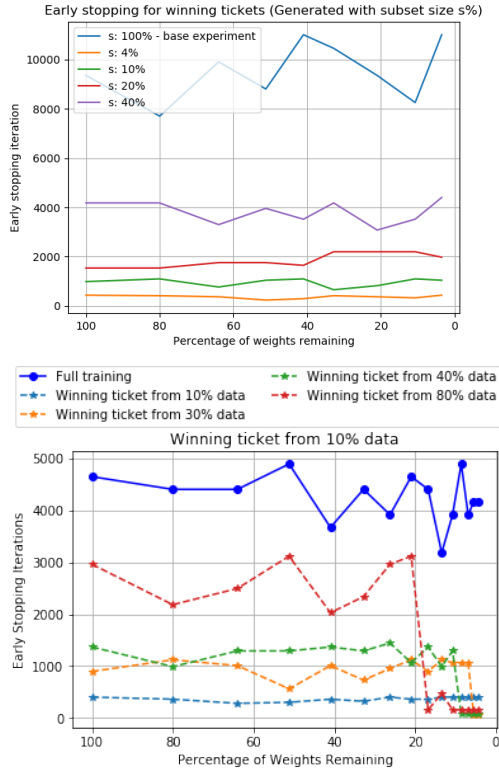 Early stopping for winning tickets (Generated with subset size s%)
s: 100% - base experiment
s: 4%
s: 10%
s: 20%
s: 40%
10000
8000
6000
4000
2000
0
Early stopping iteration
100 80 60 40 20 0
Percentage of weights remaining
Full training
Winning ticket from 10% data
Winning ticket from 30% data
Winning ticket from 40% data
Winning ticket from 80% data
Winning ticket from 10% data
5000
4000
3000
2000
1000
0
Early Stopping Iterations
100 80 60 40 20 0
Percentage of Weights Remaining